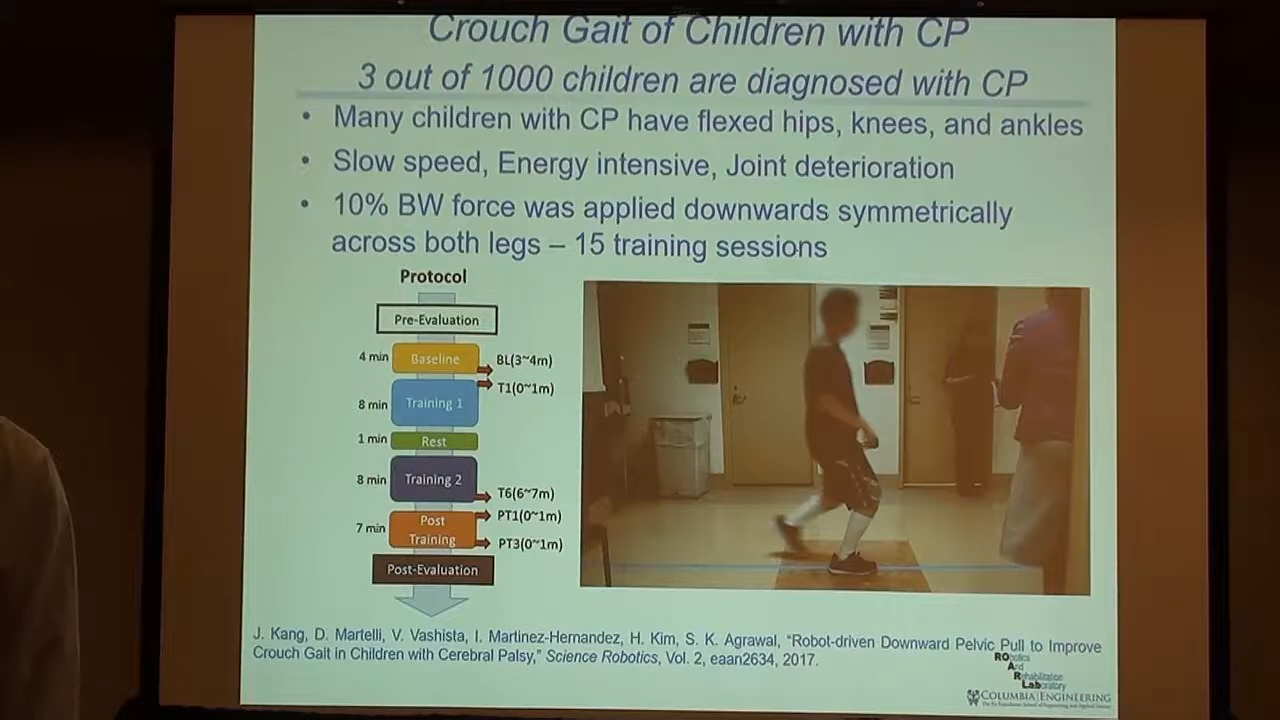 Crouch Gait of Children with CP
3 out of 1000 children are diagnosed with CP
• Many children with CP have flexed hips, knees, and ankles
• Slow speed, Energy intensive, Joint deterioration
• 10% BW force was applied downwards symmetrically
across both legs – 15 training sessions
Protocol
Pre-Evaluation
4 min
Baseline
BL(3~4m)
T1(0~1m)
8 min
Training 1
1 min
Rest
8 min
Training 2
T6(6~7m)
PT1(0~1m)
7 min
Post
Training
PT3(0~1m)
Post-Evaluation
J. Kang, D. Martelli, V. Vashista, I. Martinez-Hernandez, H. Kim, S. K. Agrawal, “Robot-driven Downward Pelvic Pull to Improve
Crouch Gait in Children with Cerebral Palsy,” Science Robotics, Vol. 2, eaan2634, 2017.
RObotics
And
Rehabilitation
Laboratory
COLUMBIA|ENGINEERING